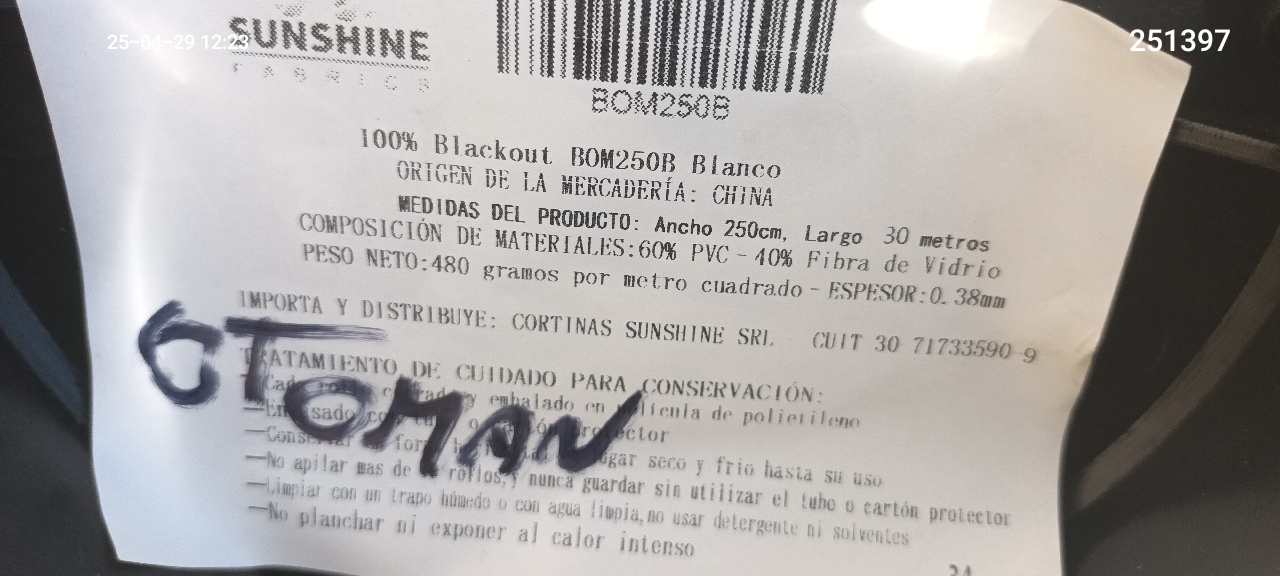 25-04-29 12:23
251397
SUNSHINE
FABRICS
BOM250B
100% Blackout BOM250B Blanco
ORIGEN DE LA MERCADERÍA: CHINA
MEDIDAS DEL PRODUCTO: Ancho 250cm, Largo 30 metros
COMPOSICIÓN DE MATERIALES:60% PVC - 40% Fibra de Vidrio
PESO NETO:480 gramos por metro cuadrado - ESPESOR:0.38mm
IMPORTA Y DISTRIBUYE: CORTINAS SUNSHINE SRL CUIT 30 71733590 9
OTOMAN
TRATAMIENTO DE CUIDADO PARA CONSERVACIÓN:
y embalado en película de polietileno
protector
lugar seco y frio hasta su uso
—No apilar mas de rollos,y nunca guardar sin utilizar el tubo o cartón protector
—Limpiar con un trapo húmedo o con agua limpia,no usar detergente ni solventes
—No planchar ni exponer al calor intenso